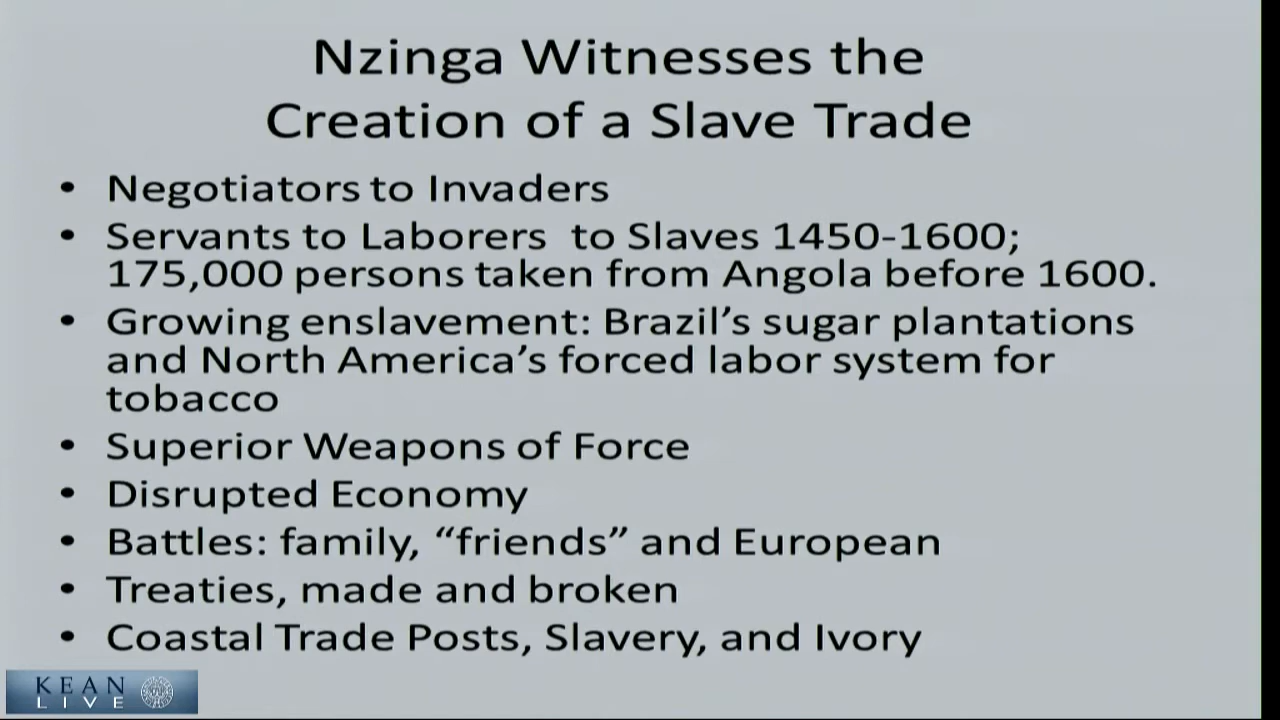 Nzinga Witnesses the
Creation of a Slave Trade
• Negotiators to Invaders
• Servants to Laborers  to Slaves 1450-1600;
175,000 persons taken from Angola before 1600.
• Growing enslavement: Brazil’s sugar plantations
and North America’s forced labor system for
tobacco
• Superior Weapons of Force
• Disrupted Economy
• Battles: family, “friends” and European
• Treaties, made and broken
• Coastal Trade Posts, Slavery, and Ivory
KEAN
LIVE